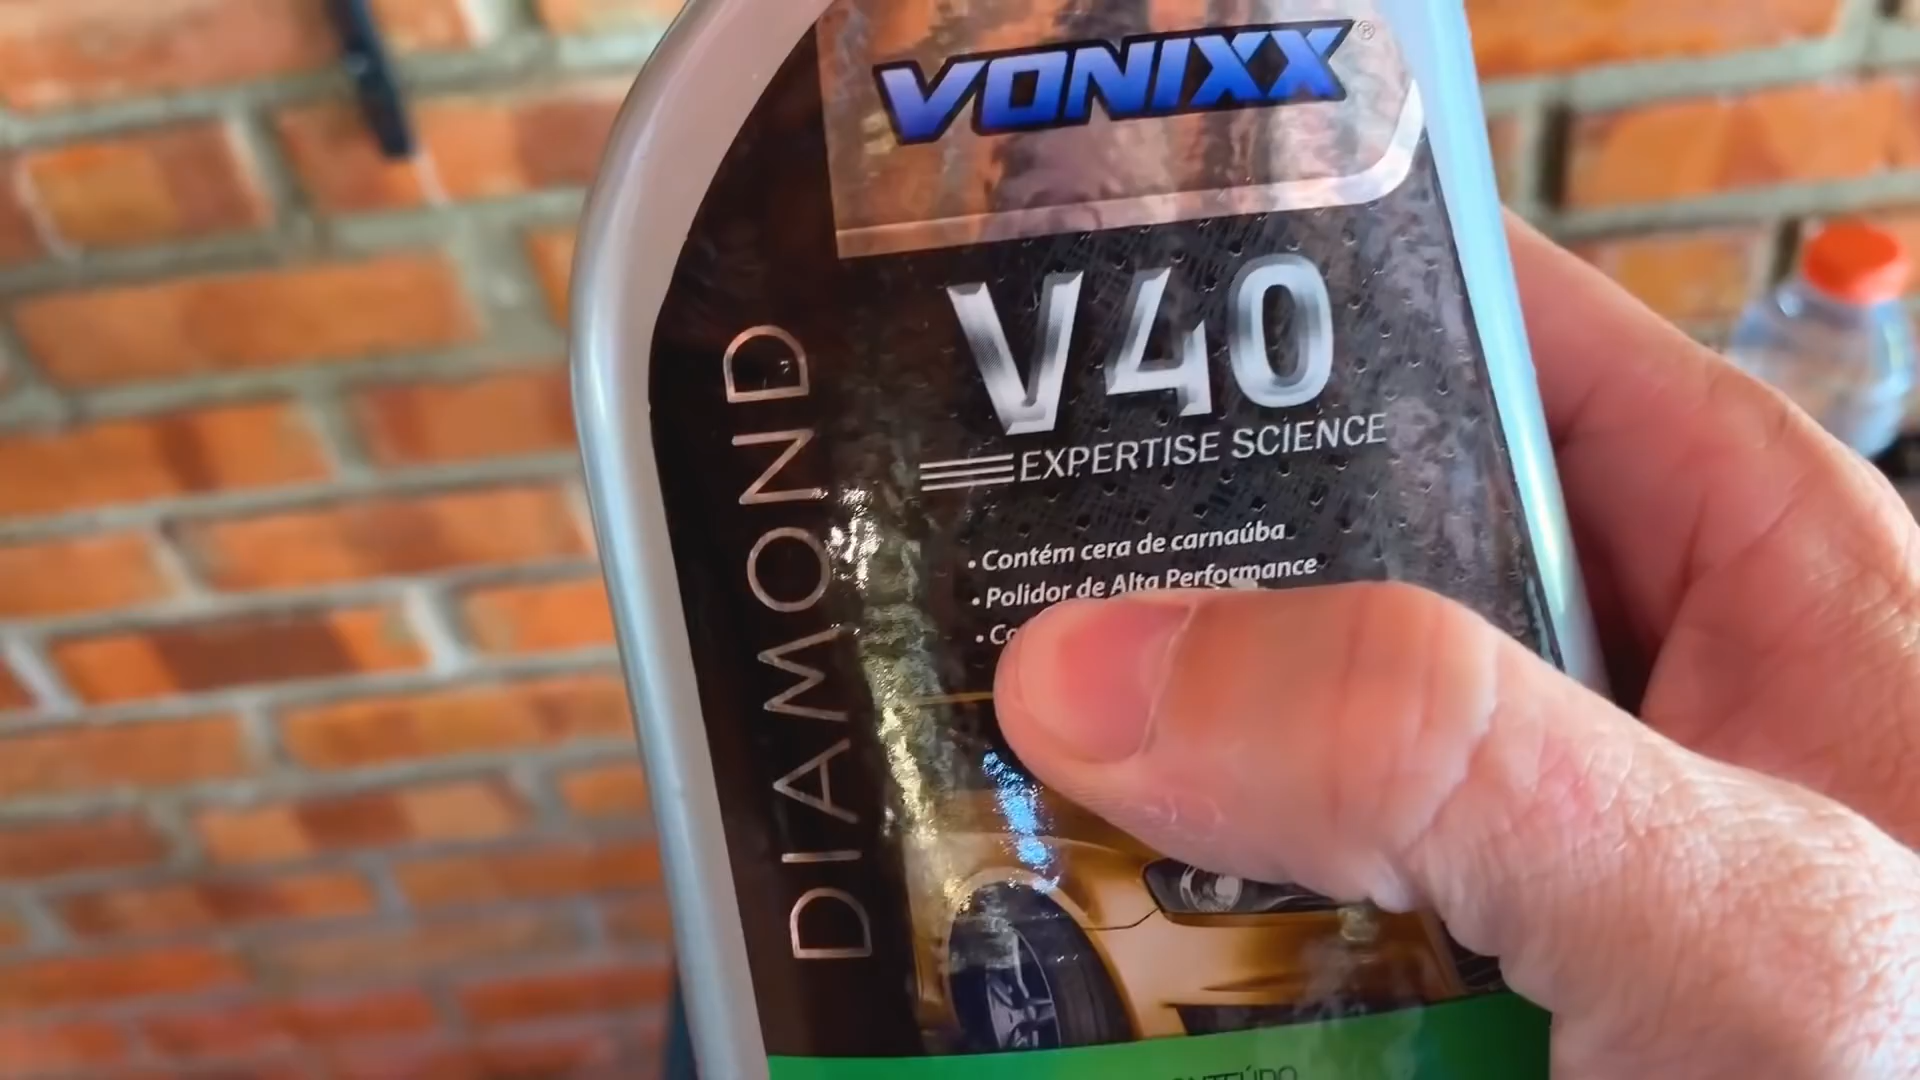 VONIXX®
V40
EXPERTISE SCIENCE
DIAMOND
• Contém cera de carnaúba
• Polidor de Alta Performance
•